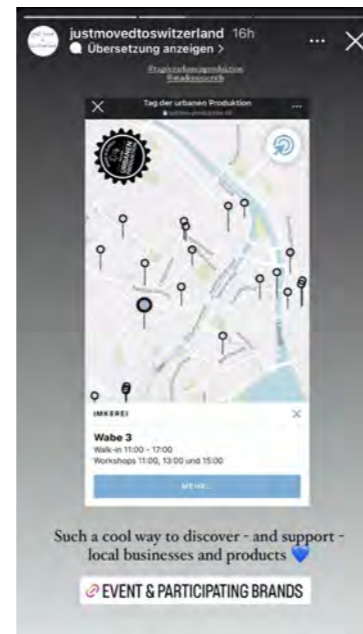 justmovedtoswitzerland 16h
Übersetzung anzeigen >
Tag der urbanen Produktion
URBANEN
IMKEREI
Wabe 3
Walk-in 11:00 - 17:00
Workshops 11:00, 13:00 und 15:00
MEHR
Such a cool way to discover - and support -
local businesses and products
EVENT & PARTICIPATING BRANDS